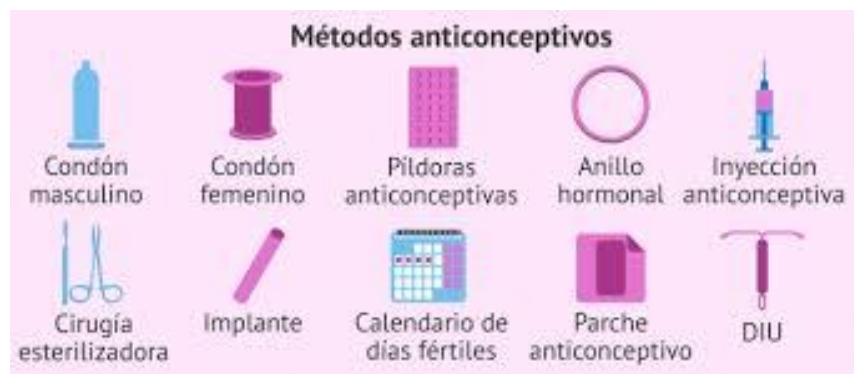 Métodos anticonceptivos
Condón
masculino
Condón
femenino
Píldoras
anticonceptivas
Anillo
hormonal
Inyección
anticonceptiva
Cirugía
esterilizadora
Implante
Calendario de
días fértiles
Parche
anticonceptivo
DIU